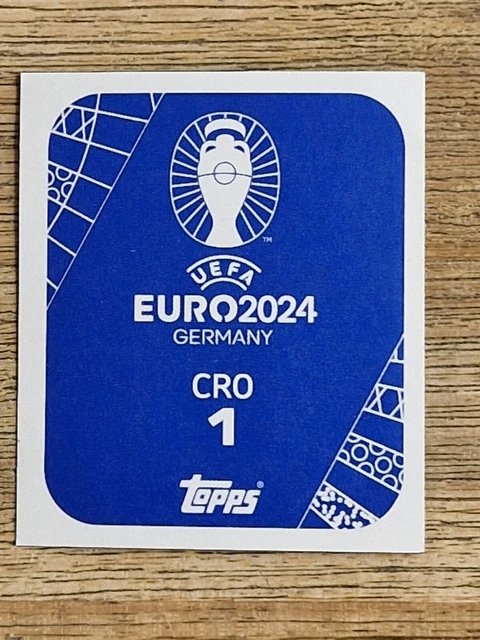 TM
UEFA
EURO2024
GERMANY
CRO
1
topps®